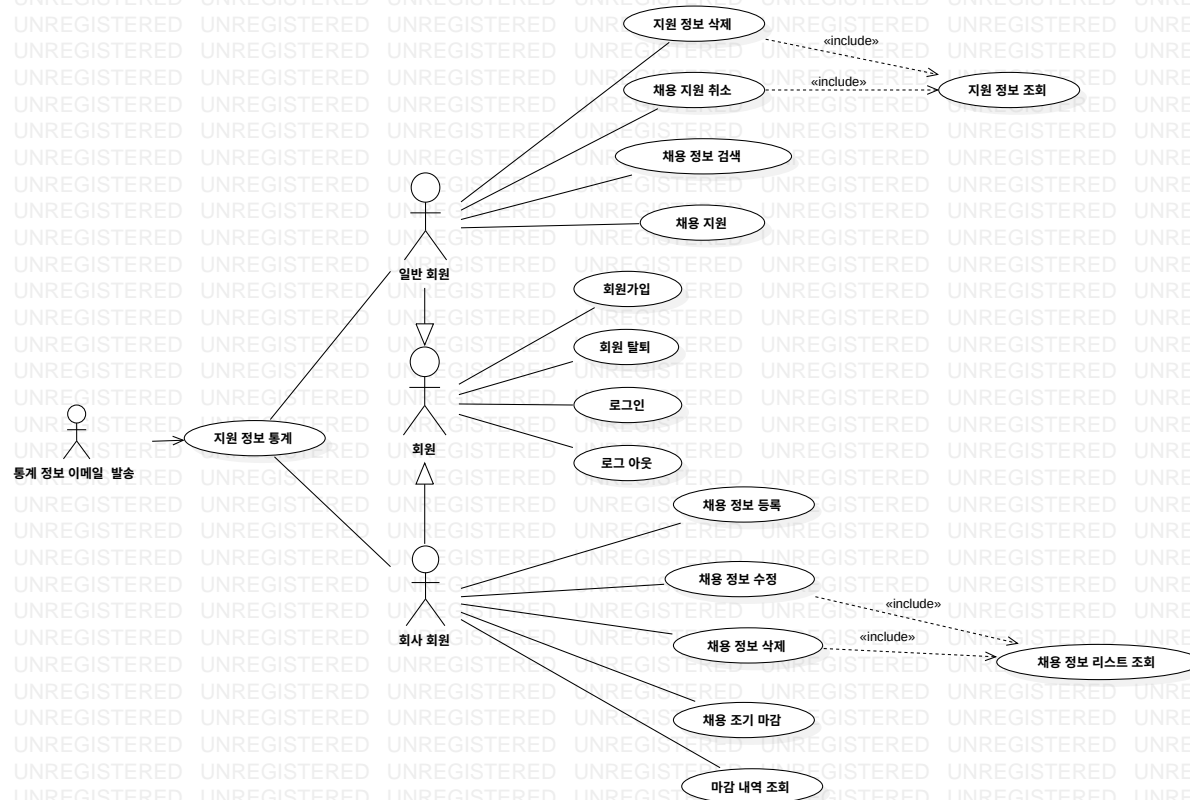 지원 정보 삭제
«include»
채용 지원 취소
«include»
지원 정보 조회
채용 정보 검색
채용 지원
일반 회원
회원가입
회원 탈퇴
로그인
회원
로그 아웃
지원 정보 통계
통계 정보 이메일 발송
채용 정보 등록
채용 정보 수정
«include»
회사 회원
채용 정보 삭제
«include»
채용 정보 리스트 조회
채용 조기 마감
마감 내역 조회
UNREGISTERED